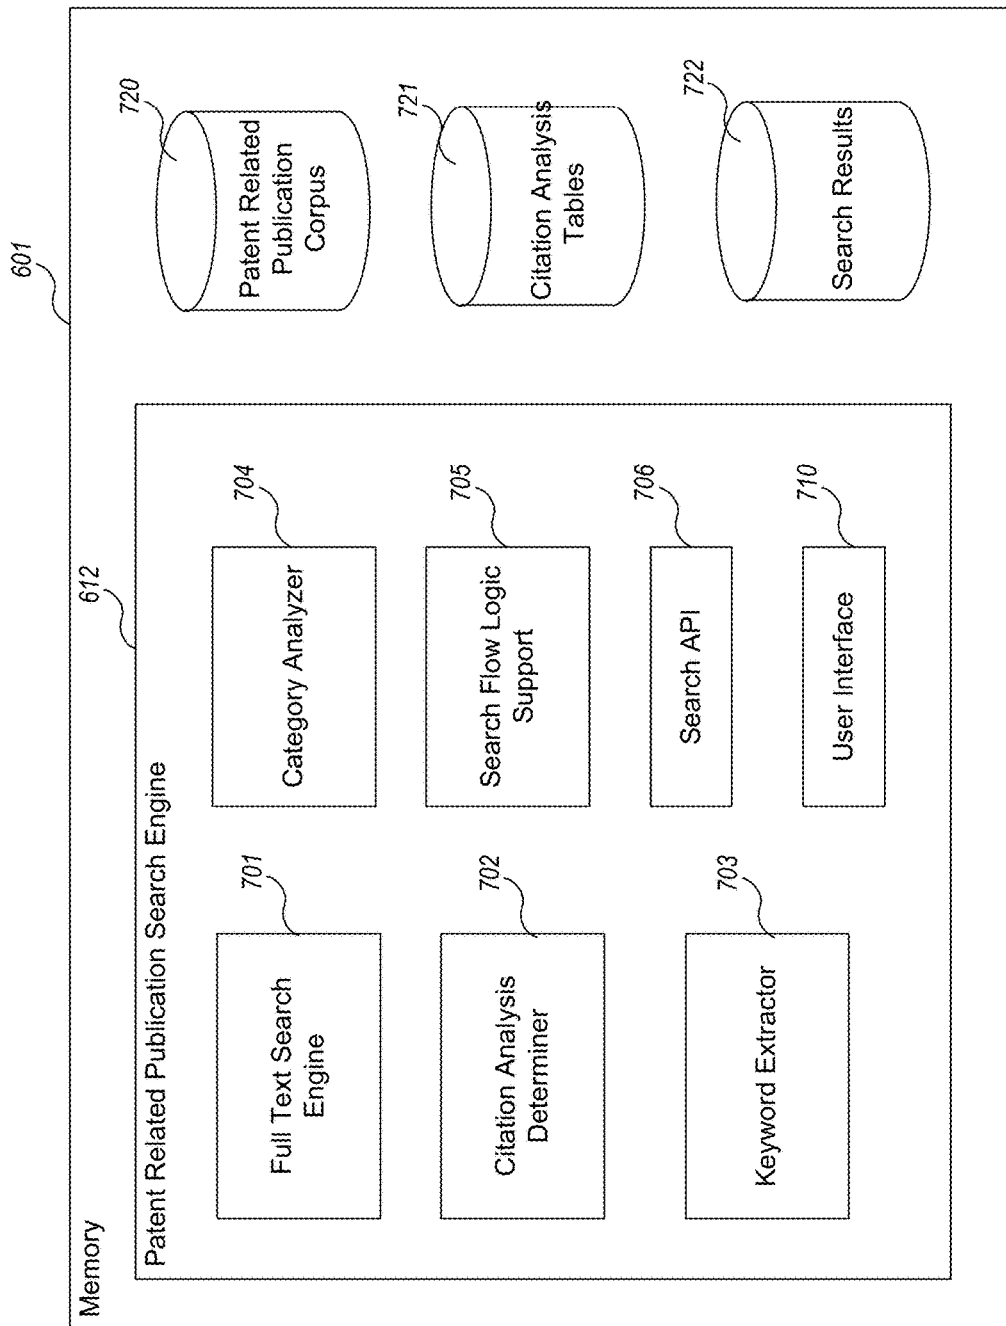 Memory
601
Patent Related Publication Search Engine
612
Full Text Search
Engine
701
Category Analyzer
704
Citation Analysis
Determiner
702
Search Flow Logic
Support
705
Keyword Extractor
703
Search API
706
User Interface
710
Patent Related
Publication
Corpus
720
Citation Analysis
Tables
721
Search Results
722